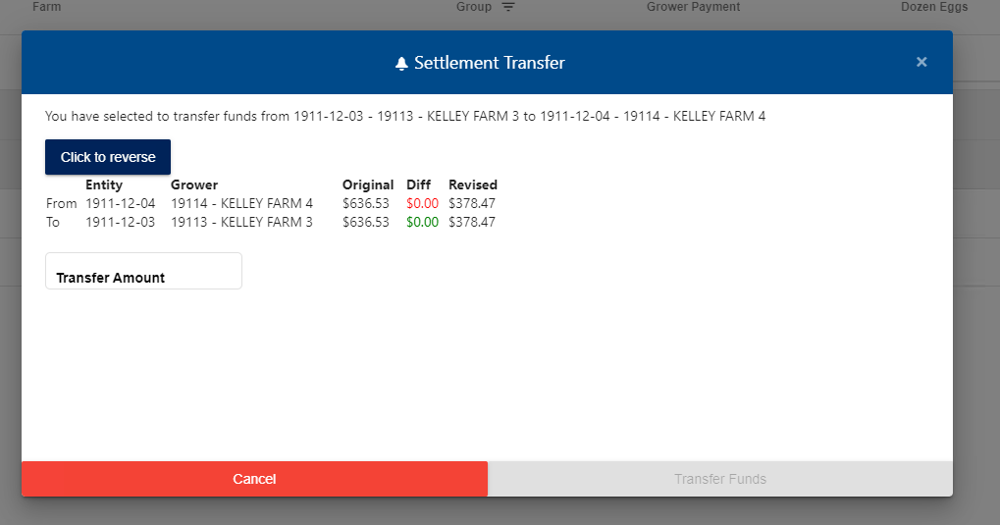 Farm Group Grower Payment Dozen Eggs
Settlement Transfer ×
You have selected to transfer funds from 1911-12-03 - 19113 - KELLEY FARM 3 to 1911-12-04 - 19114 - KELLEY FARM 4
Click to reverse
Entity Grower Original Diff Revised
From 1911-12-04 19114 - KELLEY FARM 4 $636.53 $0.00 $378.47
To 1911-12-03 19113 - KELLEY FARM 3 $636.53 $0.00 $378.47
Transfer Amount
Cancel Transfer Funds